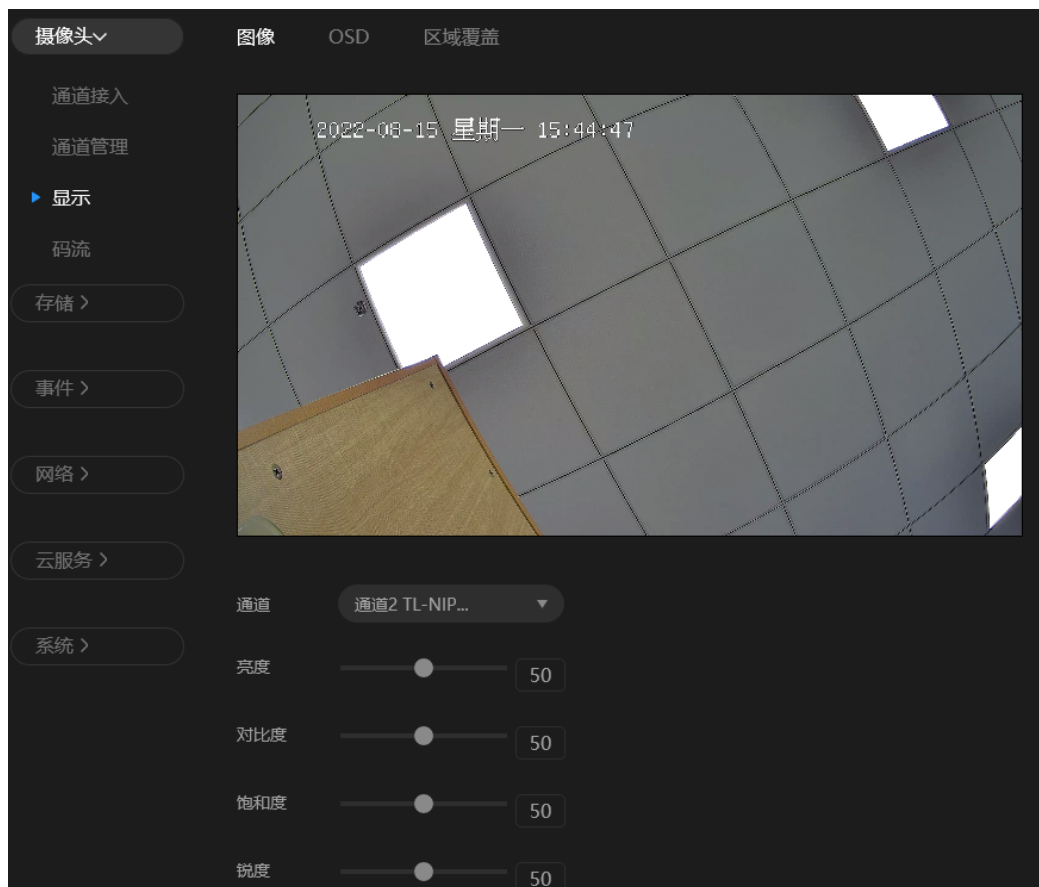 摄像头
图像 OSD 区域覆盖
通道接入
通道管理
显示
码流
存储
事件
网络
云服务
系统
2022-08-15 星期一 15:44:47
通道 通道2 TL-NIP...
亮度 50
对比度 50
饱和度 50
锐度 50